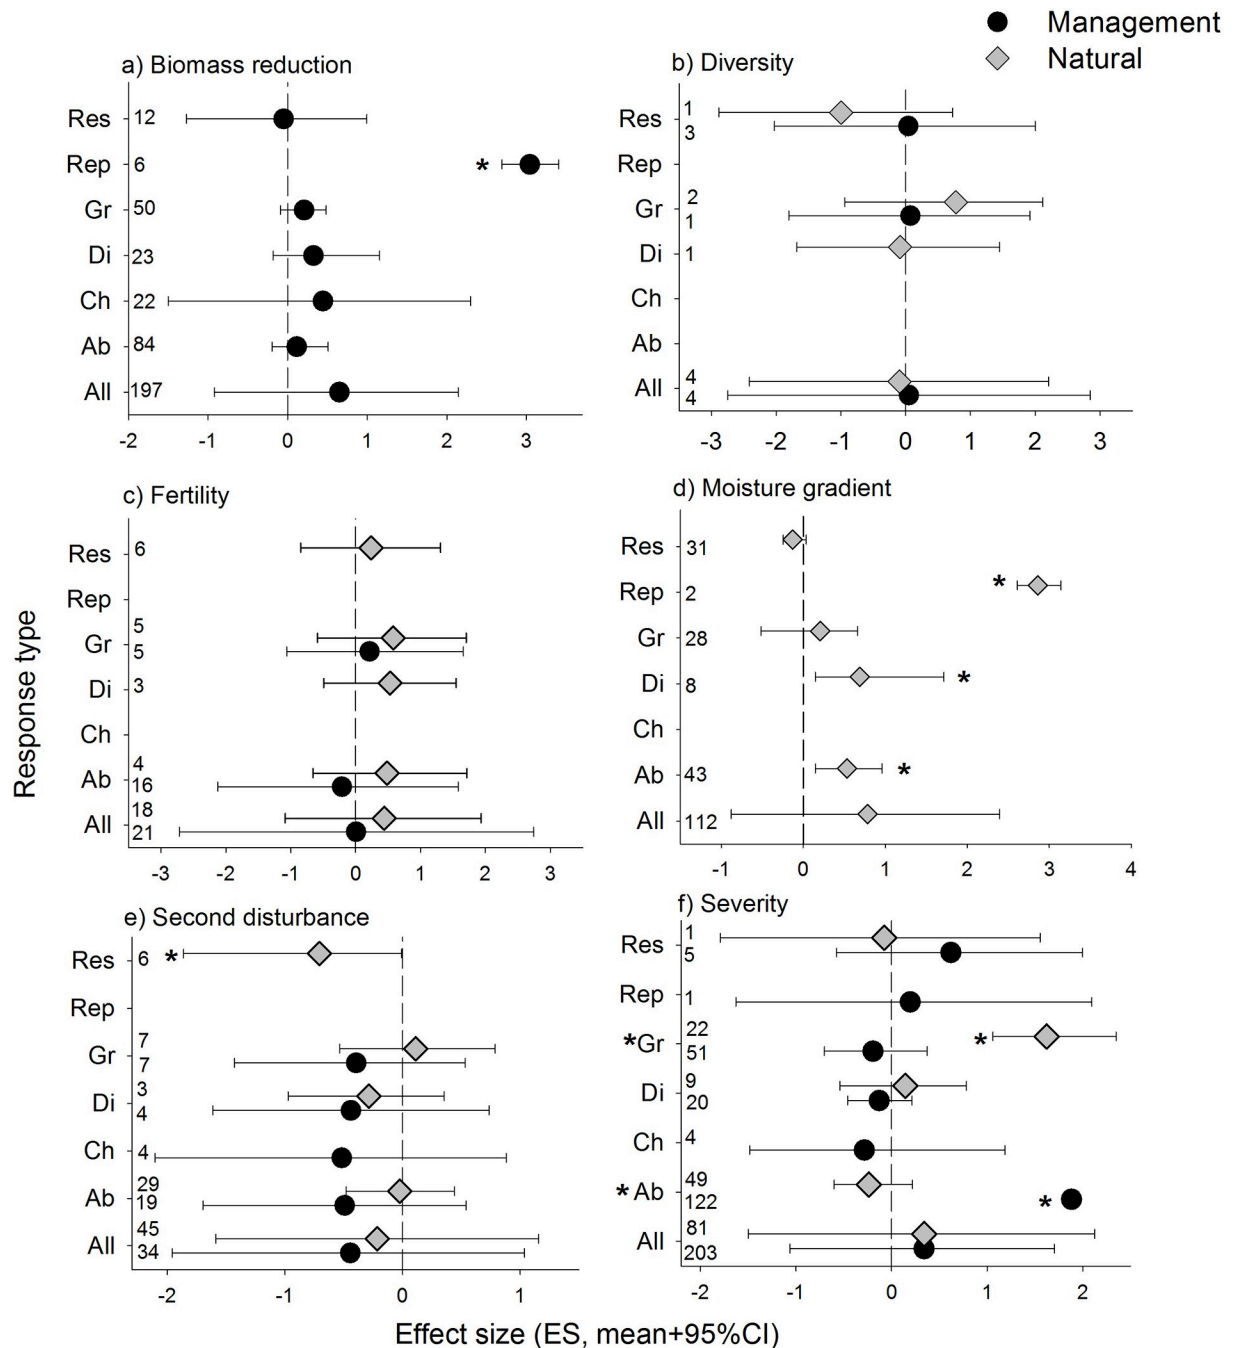 Management
Natural
a) Biomass reduction
Res 12
Rep 6 *
Gr 50
Di 23
Ch 22
Ab 84
All 197
-2 -1 0 1 2 3
b) Diversity
Res 1 3
Rep
Gr 2 1
Di 1
Ch
Ab
All 4 4
-3 -2 -1 0 1 2 3
c) Fertility
Res 6
Rep
Gr 5 5
Di 3
Ch
Ab 4 16
All 18 21
-3 -2 -1 0 1 2 3
d) Moisture gradient
Res 31
Rep 2 *
Gr 28
Di 8 *
Ch
Ab 43 *
All 112
-1 0 1 2 3 4
e) Second disturbance
Res 6 *
Rep
Gr 7 7
Di 3 4
Ch 4
Ab 29 19
All 45 34
-2 -1 0 1
f) Severity
Res 1 5
Rep 1
*Gr 22 51 *
Di 9 20
Ch 4
*Ab 49 122 *
All 81 203
-2 -1 0 1 2
Response type
Effect size (ES, mean+95%CI)